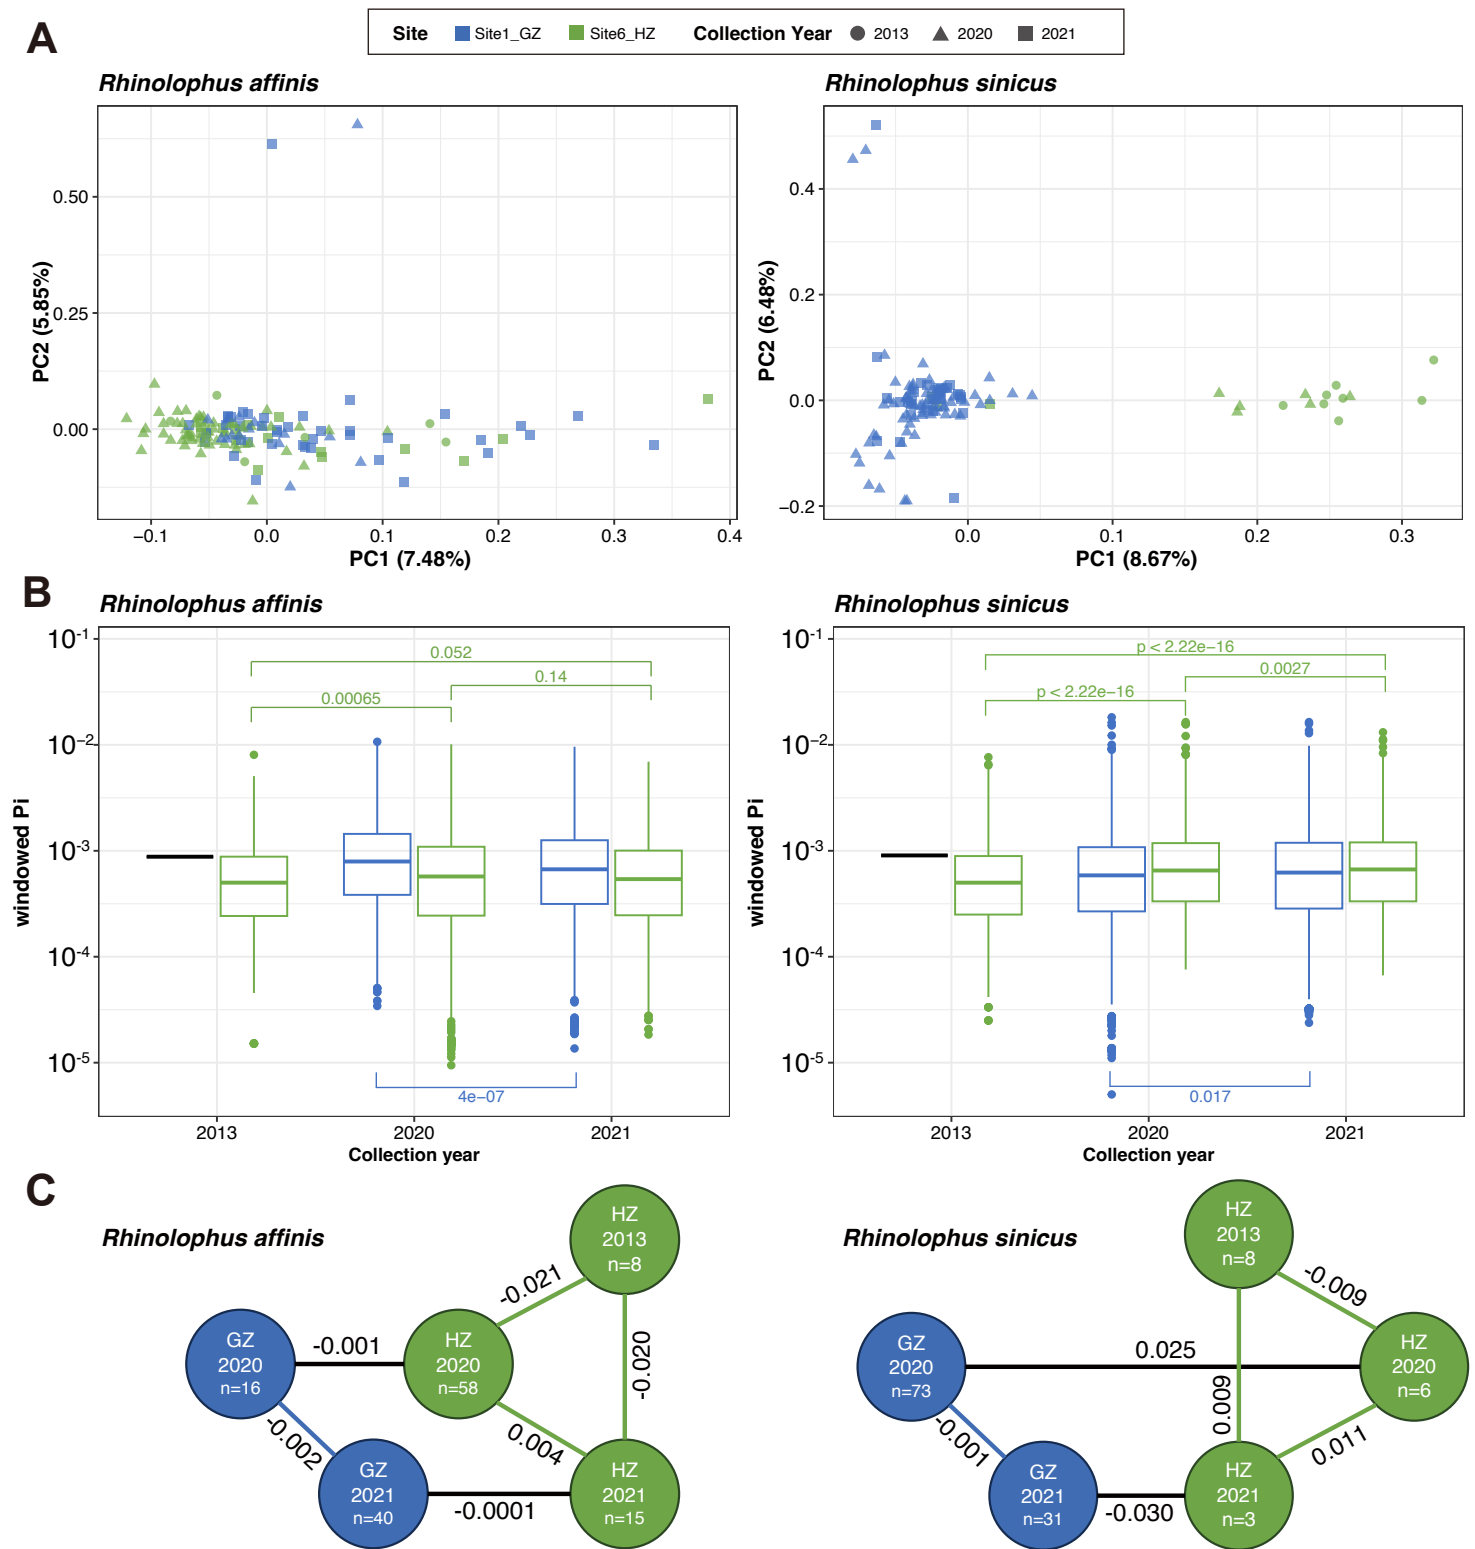 A
Site Site1_GZ Site6_HZ Collection Year 2013 2020 2021
Rhinolophus affinis
PC2 (5.85%)
0.50
0.25
0.00
−0.1 0.0 0.1 0.2 0.3 0.4
PC1 (7.48%)
Rhinolophus sinicus
PC2 (6.48%)
0.4
0.2
0.0
−0.2
0.0 0.1 0.2 0.3
PC1 (8.67%)
B
Rhinolophus affinis
windowed Pi
10−1
10−2
10−3
10−4
10−5
0.052
0.14
0.00065
4e−07
2013 2020 2021
Collection year
Rhinolophus sinicus
windowed Pi
10−1
10−2
10−3
10−4
10−5
p < 2.22e−16
0.0027
p < 2.22e−16
0.017
2013 2020 2021
Collection year
C
Rhinolophus affinis
HZ
2013
n=8
-0.021
-0.020
GZ
2020
n=16
-0.001
HZ
2020
n=58
-0.002
0.004
GZ
2021
n=40
-0.0001
HZ
2021
n=15
Rhinolophus sinicus
HZ
2013
n=8
-0.009
GZ
2020
n=73
0.025
HZ
2020
n=6
-0.001
0.009
0.011
GZ
2021
n=31
-0.030
HZ
2021
n=3